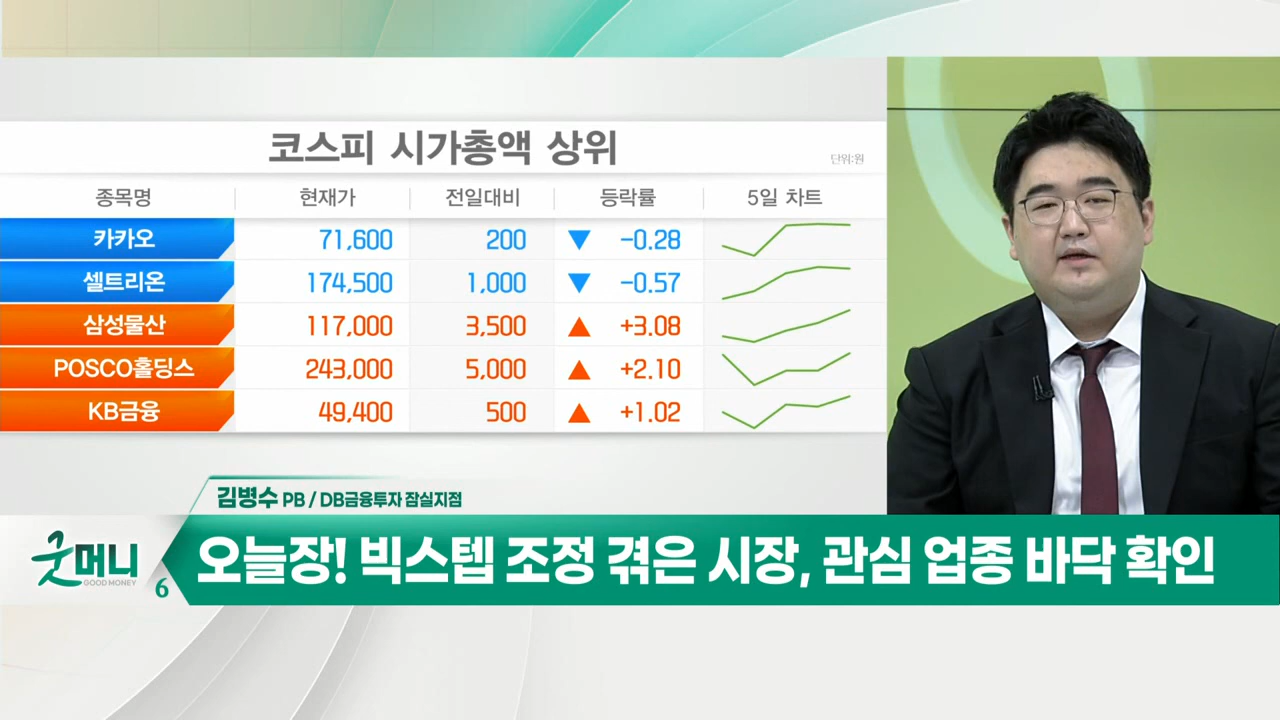 코스피 시가총액 상위
단위:원
종목명 현재가 전일대비 등락률 5일 차트
카카오 71,600 200 ▼ -0.28
셀트리온 174,500 1,000 ▼ -0.57
삼성물산 117,000 3,500 ▲ +3.08
POSCO홀딩스 243,000 5,000 ▲ +2.10
KB금융 49,400 500 ▲ +1.02
김병수 PB / DB금융투자 잠실지점
굿머니
GOOD MONEY
6
오늘장! 빅스텝 조정 겪은 시장, 관심 업종 바닥 확인